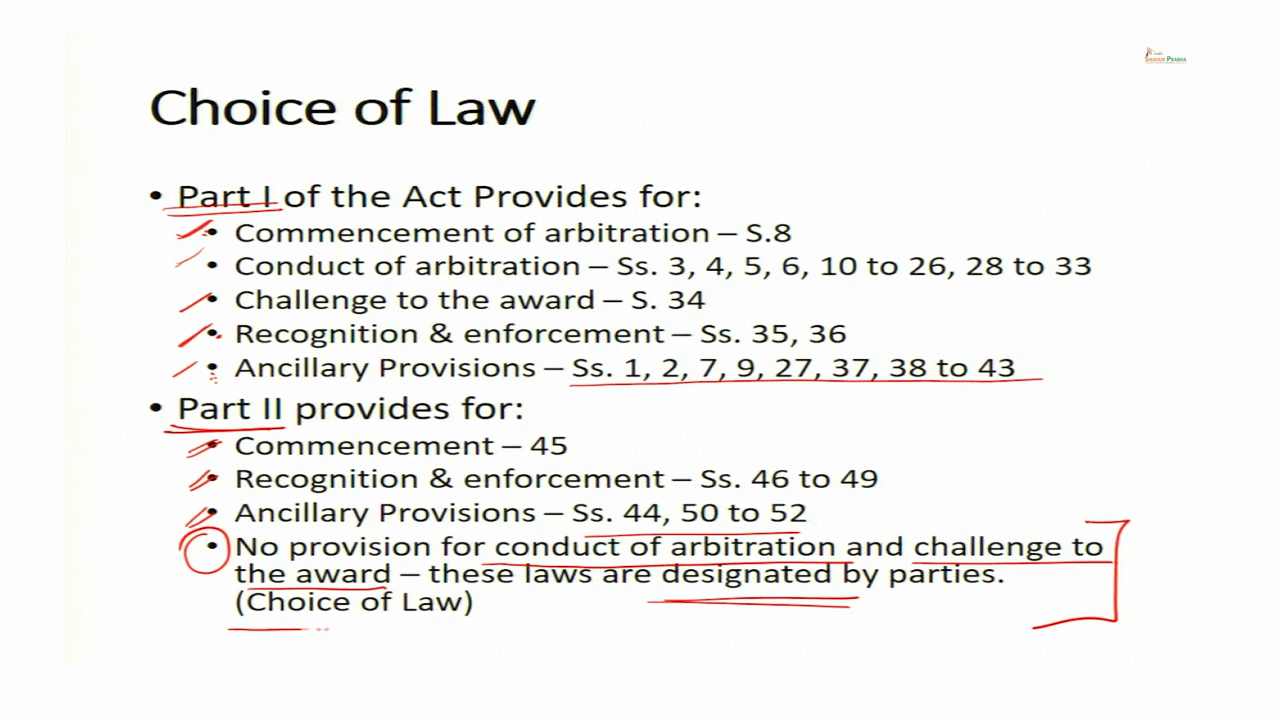 SWAYAM PRABHA
Choice of Law
• Part I of the Act Provides for:
• Commencement of arbitration – S.8
• Conduct of arbitration – Ss. 3, 4, 5, 6, 10 to 26, 28 to 33
• Challenge to the award – S. 34
• Recognition & enforcement – Ss. 35, 36
• Ancillary Provisions – Ss. 1, 2, 7, 9, 27, 37, 38 to 43
• Part II provides for:
• Commencement – 45
• Recognition & enforcement – Ss. 46 to 49
• Ancillary Provisions – Ss. 44, 50 to 52
• No provision for conduct of arbitration and challenge to
the award – these laws are designated by parties.
(Choice of Law)